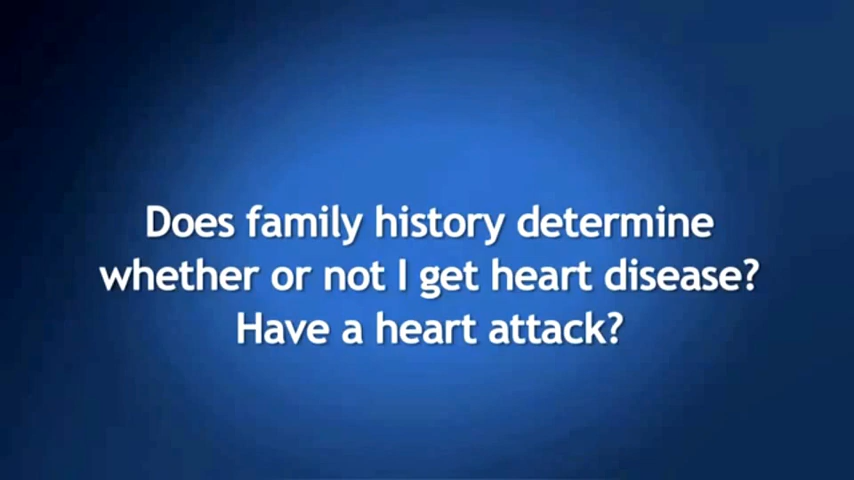 Does family history determine
whether or not I get heart disease?
Have a heart attack?